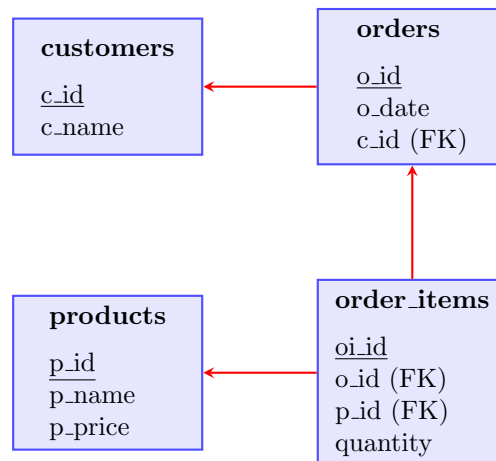 customers
c_id
c_name
orders
o_id
o_date
c_id (FK)
products
p_id
p_name
p_price
order_items
oi_id
o_id (FK)
p_id (FK)
quantity